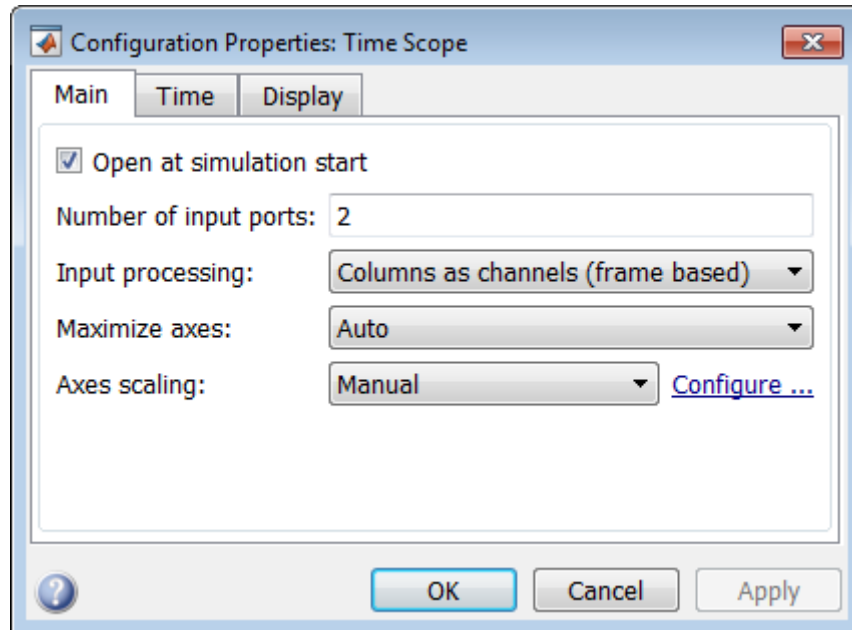 Configuration Properties: Time Scope
Main Time Display
Open at simulation start
Number of input ports: 2
Input processing: Columns as channels (frame based)
Maximize axes: Auto
Axes scaling: Manual Configure ...
? OK Cancel Apply